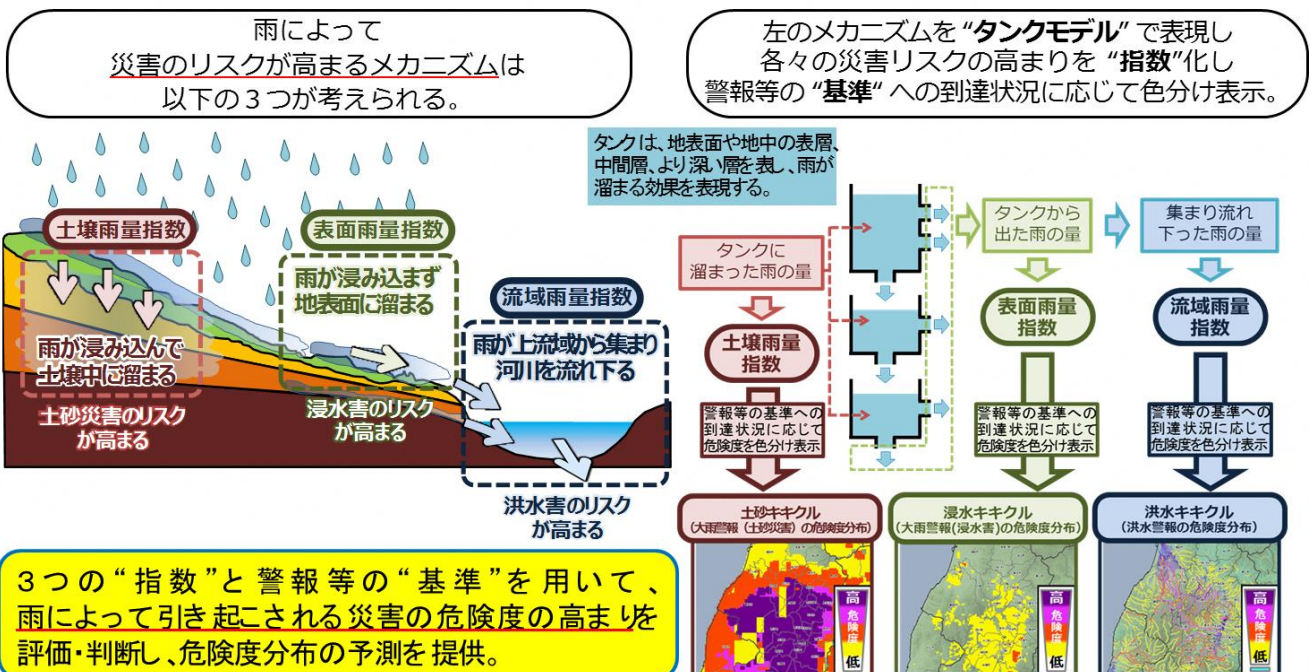 雨によって
災害のリスクが高まるメカニズムは
以下の３つが考えられる。
左のメカニズムを“タンクモデル”で表現し
各々の災害リスクの高まりを“指数”化し
警報等の“基準“への到達状況に応じて色分け表示。
タンクは、地表面や地中の表層、
中間層、より深い層を表し、雨が
溜まる効果を表現する。
土壌雨量指数
雨が浸み込んで
土壌中に溜まる
土砂災害のリスク
が高まる
表面雨量指数
雨が浸み込まず
地表面に溜まる
浸水害のリスク
が高まる
流域雨量指数
雨が上流域から集まり
河川を流れ下る
洪水害のリスク
が高まる
タンクに
溜まった雨の量
タンクから
出た雨の量
集まり流れ
下った雨の量
土壌雨量
指数
表面雨量
指数
流域雨量
指数
警報等の基準への
到達状況に応じて
危険度を色分け表示
警報等の基準への
到達状況に応じて
危険度を色分け表示
警報等の基準への
到達状況に応じて
危険度を色分け表示
土砂キキクル
（大雨警報（土砂災害）の危険度分布）
浸水キキクル
（大雨警報(浸水害)の危険度分布）
洪水キキクル
（洪水警報の危険度分布）
高
危険度
低
高
危険度
低
高
危険度
低
３つの“指数”と警報等の“基準”を用いて、
雨によって引き起こされる災害の危険度の高まりを
評価・判断し、危険度分布の予測を提供。